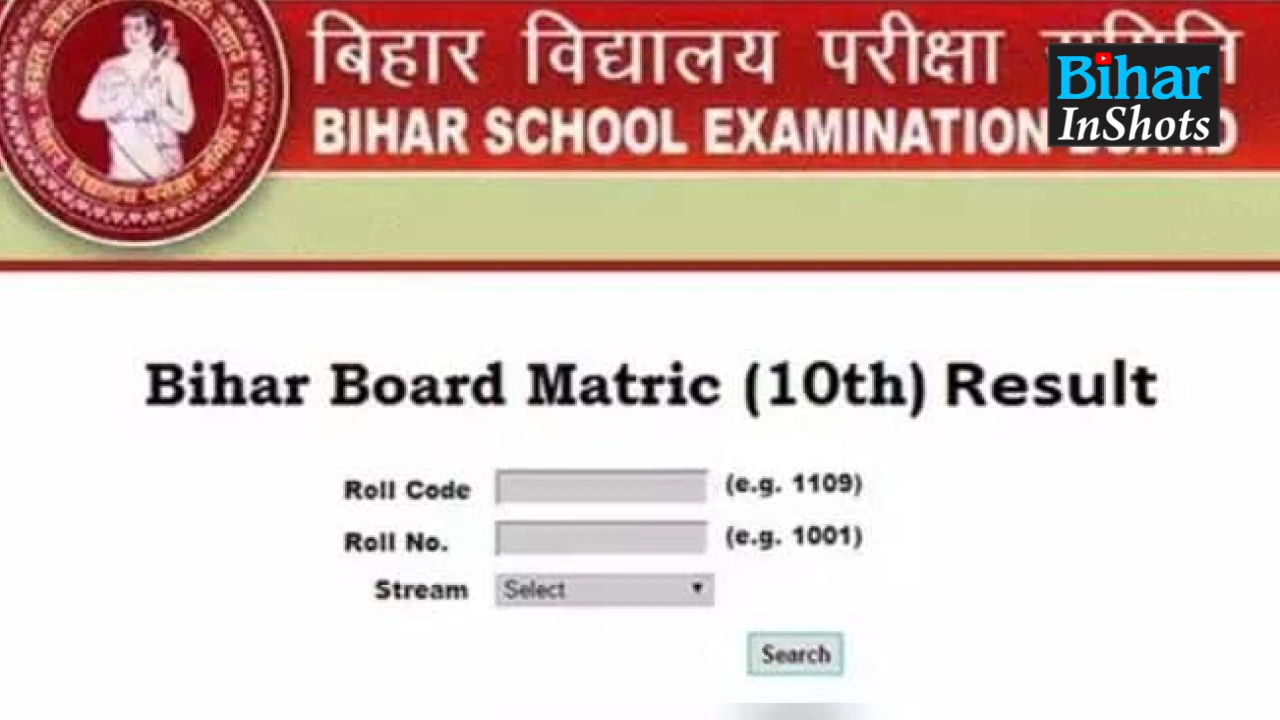 बिहार विद्यालय परीक्षा
BIHAR SCHOOL EXAMINATION
Bihar
InShots
Bihar Board Matric (10th) Result
Roll Code (e.g. 1109)
Roll No. (e.g. 1001)
Stream Select
Search